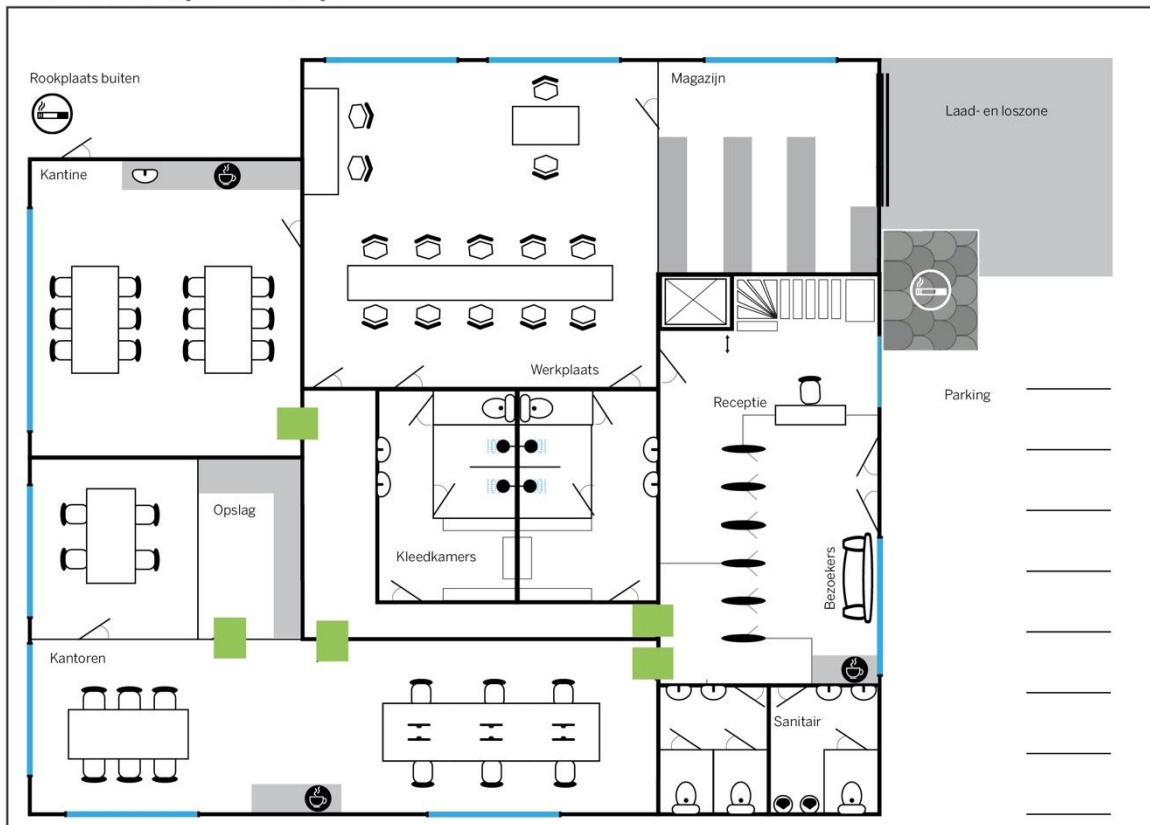 Rookplaats buiten
Magazijn
Laad- en loszone
Kantine
Werkplaats
Receptie
Parking
Opslag
Kleedkamers
Bezoekers
Kantoren
Sanitair